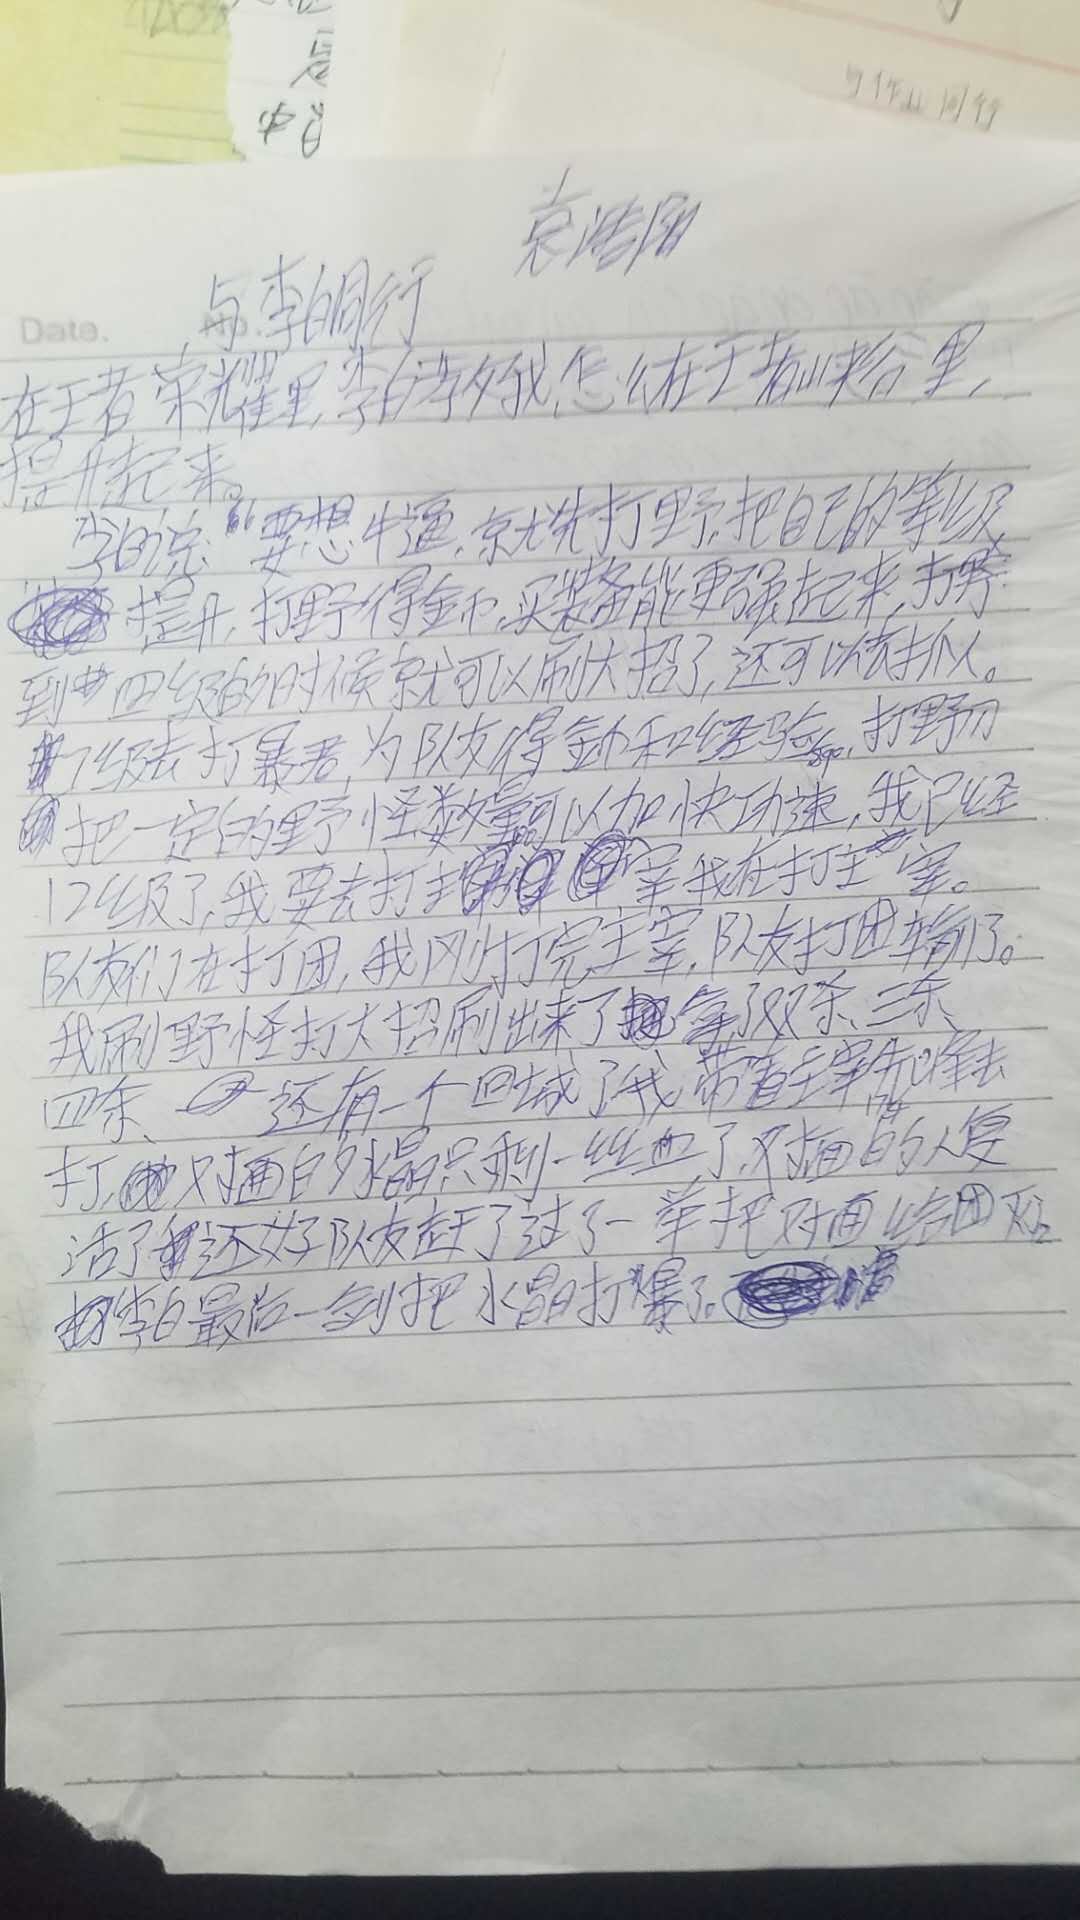 与李白同行
Date.
在王者荣耀里,李白教我,怎么在王者峡谷里,
提升起来。
李白说:“要想牛逼,就先打野,把自己的等级
提升,打野得金币,买装备能更强起来,打野
到四级的时候就可以刷大招了,还可以去抓人。
7级去打暴君,为队友得金币和经验,打野刀
把一定的野怪数量可以加快功速,我已经
12级了,我要去打主宰我在打主宰。
队友们在打团,我刚打完主宰,队友打团输了。
我刷野怪打大招刷出来了拿了双杀、三杀、
四杀、还有一个回城了我带着主宰先锋去
打,对面的水晶只剩一丝血了,对面的人复
活了还好队友赶了过了一举把对面给团灭
李白最后一剑把水晶打爆了。